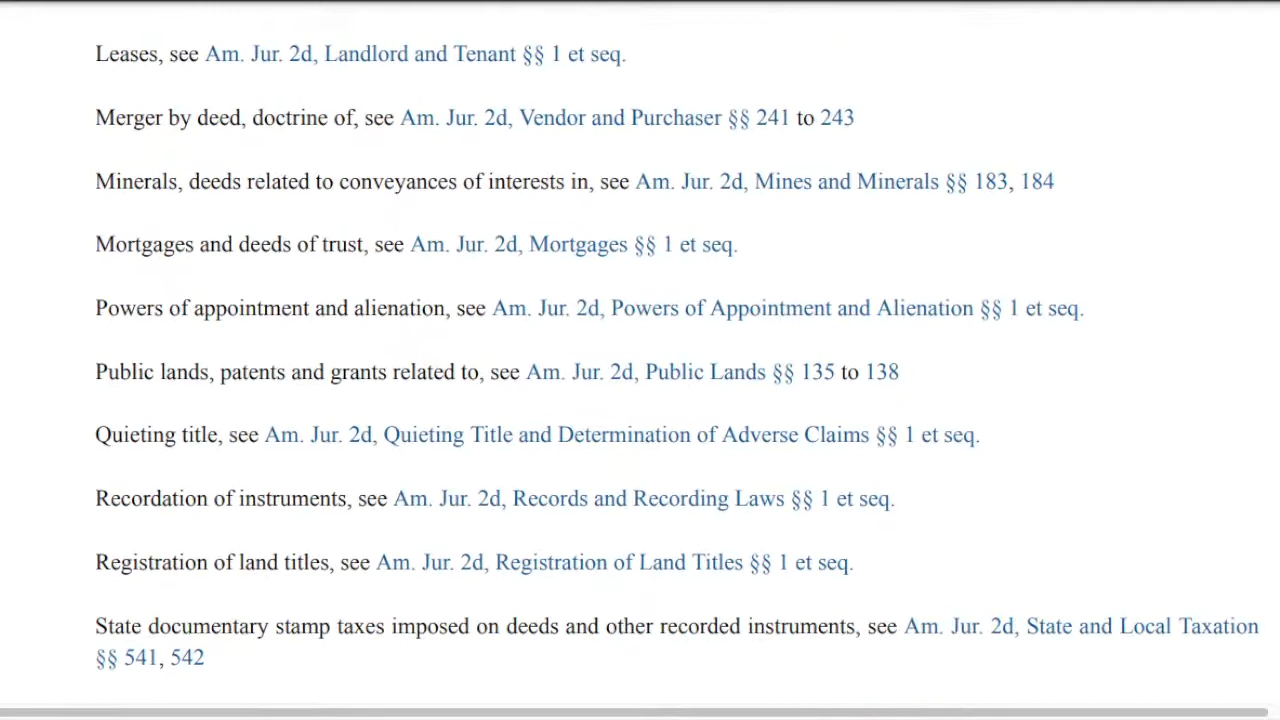 Leases, see Am. Jur. 2d, Landlord and Tenant §§ 1 et seq.
Merger by deed, doctrine of, see Am. Jur. 2d, Vendor and Purchaser §§ 241 to 243
Minerals, deeds related to conveyances of interests in, see Am. Jur. 2d, Mines and Minerals §§ 183, 184
Mortgages and deeds of trust, see Am. Jur. 2d, Mortgages §§ 1 et seq.
Powers of appointment and alienation, see Am. Jur. 2d, Powers of Appointment and Alienation §§ 1 et seq.
Public lands, patents and grants related to, see Am. Jur. 2d, Public Lands §§ 135 to 138
Quieting title, see Am. Jur. 2d, Quieting Title and Determination of Adverse Claims §§ 1 et seq.
Recordation of instruments, see Am. Jur. 2d, Records and Recording Laws §§ 1 et seq.
Registration of land titles, see Am. Jur. 2d, Registration of Land Titles §§ 1 et seq.
State documentary stamp taxes imposed on deeds and other recorded instruments, see Am. Jur. 2d, State and Local Taxation
§§ 541, 542